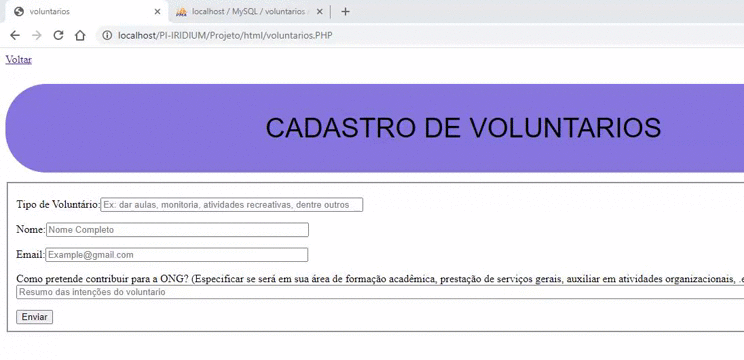 voluntarios
localhost / MySQL / voluntarios
localhost/PI-IRIDIUM/Projeto/html/voluntarios.PHP
Voltar
CADASTRO DE VOLUNTARIOS
Tipo de Voluntário: Ex: dar aulas, monitoria, atividades recreativas, dentre outros
Nome: Nome Completo
Email: Example@gmail.com
Como pretende contribuir para a ONG? (Especificar se será em sua área de formação acadêmica, prestação de serviços gerais, auxiliar em atividades organizacionais, .e
Resumo das intenções do voluntario
Enviar